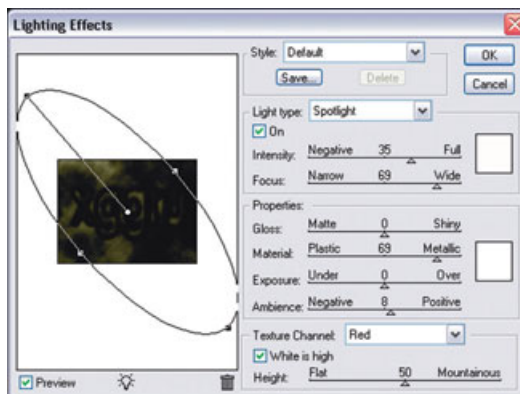 Lighting Effects
Style: Default
OK
Save... Delete
Cancel
Light type: Spotlight
On
Intensity: Negative 35 Full
Focus: Narrow 69 Wide
Properties:
Gloss: Matte 0 Shiny
Material: Plastic 69 Metallic
Exposure: Under 0 Over
Ambience: Negative 8 Positive
Texture Channel: Red
White is high
Height: Flat 50 Mountainous
Preview